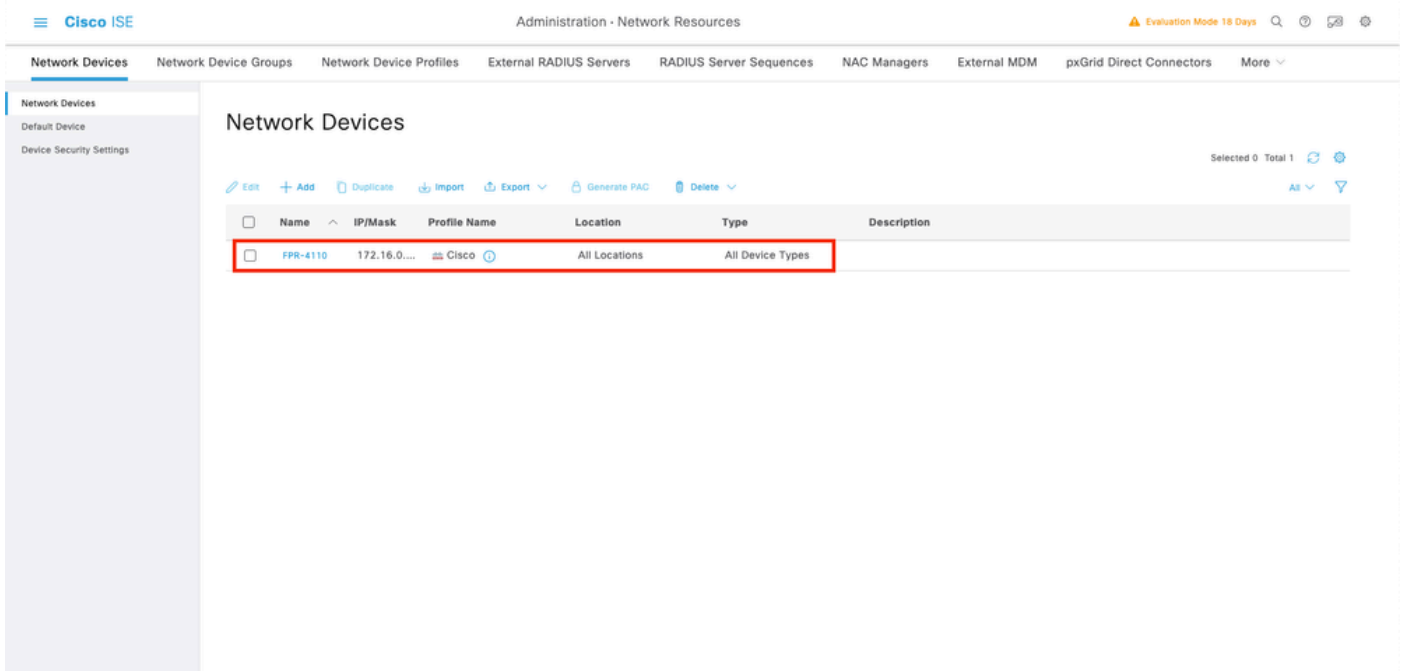 Cisco ISE Administration · Network Resources Evaluation Mode 18 Days
Network Devices Network Device Groups Network Device Profiles External RADIUS Servers RADIUS Server Sequences NAC Managers External MDM pxGrid Direct Connectors More
Network Devices
Default Device
Device Security Settings
Network Devices
Selected 0 Total 1
Edit Add Duplicate Import Export Generate PAC Delete All
Name IP/Mask Profile Name Location Type Description
FPR-4110 172.16.0.... Cisco All Locations All Device Types